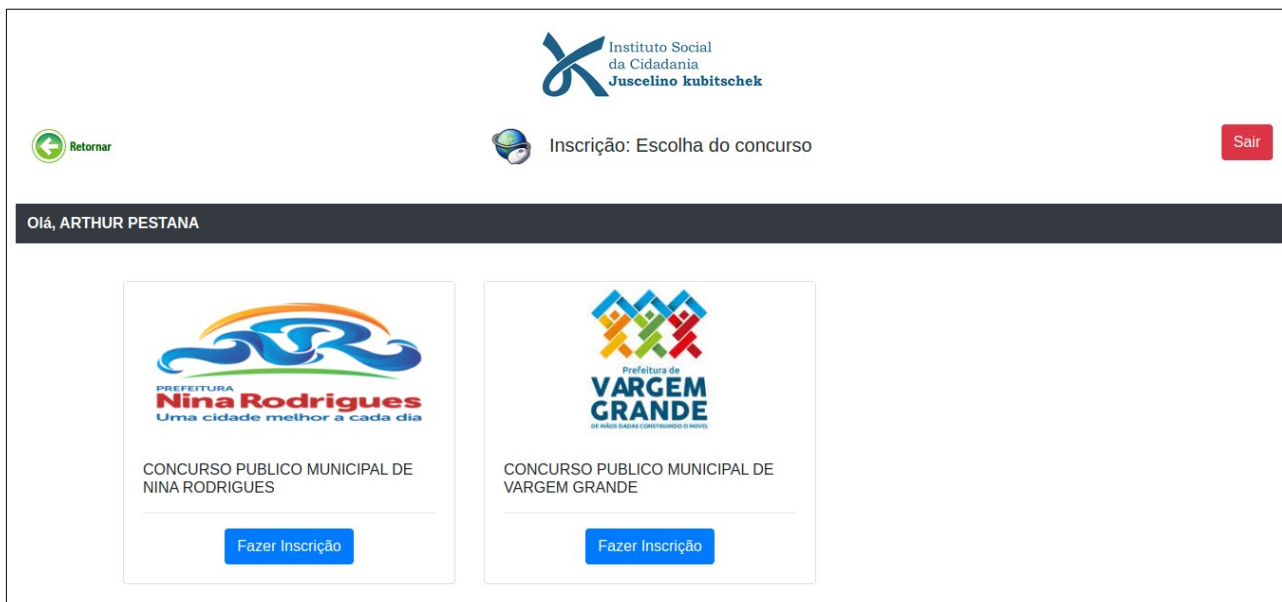 Instituto Social
da Cidadania
Juscelino kubitschek
Retornar
Inscrição: Escolha do concurso
Sair
Olá, ARTHUR PESTANA
PREFEITURA
Nina Rodrigues
Uma cidade melhor a cada dia
CONCURSO PUBLICO MUNICIPAL DE
NINA RODRIGUES
Fazer Inscrição
Prefeitura de
VARGEM
GRANDE
DE MÃOS DADAS CONSTRUINDO O NOVO.
CONCURSO PUBLICO MUNICIPAL DE
VARGEM GRANDE
Fazer Inscrição